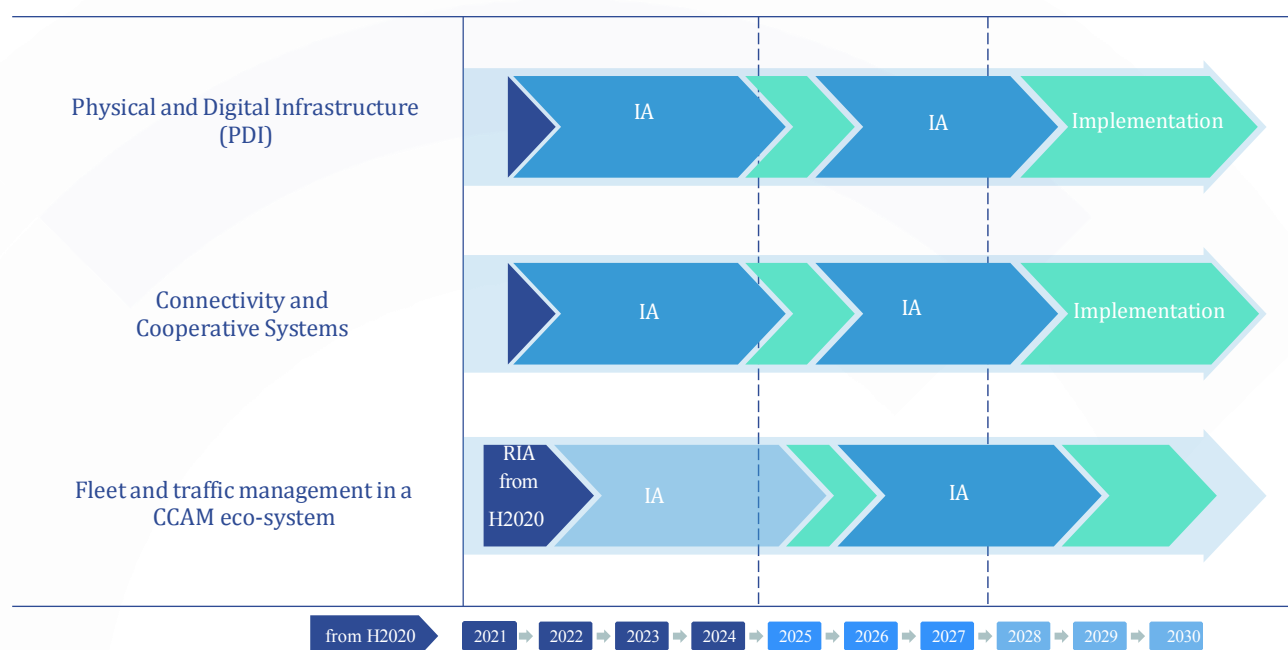 Physical and Digital Infrastructure
(PDI)
IA
IA
Implementation
Connectivity and
Cooperative Systems
IA
IA
Implementation
Fleet and traffic management in a
CCAM eco-system
RIA
from
H2020
IA
IA
from H2020
2021
2022
2023
2024
2025
2026
2027
2028
2029
2030